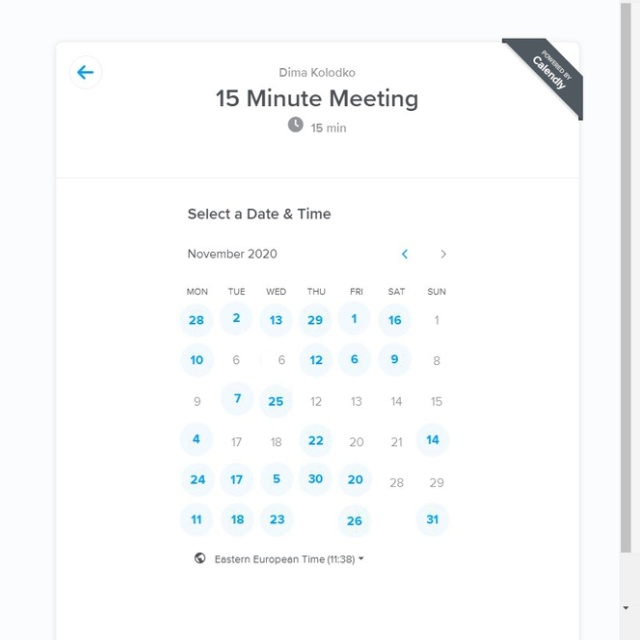 POWERED BY
Calendly
Dima Kolodko
15 Minute Meeting
15 min
Select a Date & Time
November 2020
MON TUE WED THU FRI SAT SUN
28 2 13 29 1 16 1
10 6 6 12 6 9 8
9 7 25 12 13 14 15
4 17 18 22 20 21 14
24 17 5 30 20 28 29
11 18 23 26 31
Eastern European Time (11:38)